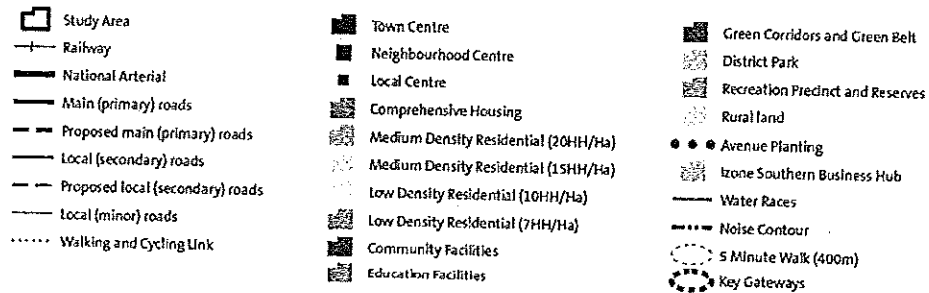 Study Area
Railway
National Arterial
Main (primary) roads
Proposed main (primary) roads
Local (secondary) roads
Proposed local (secondary) roads
Local (minor) roads
Walking and Cycling Link
Town Centre
Neighbourhood Centre
Local Centre
Comprehensive Housing
Medium Density Residential (20HH/Ha)
Medium Density Residential (15HH/Ha)
Low Density Residential (10HH/Ha)
Low Density Residential (7HH/Ha)
Community Facilities
Education Facilities
Green Corridors and Green Belt
District Park
Recreation Precinct and Reserves
Rural land
Avenue Planting
Izone Southern Business Hub
Water Races
Noise Contour
5 Minute Walk (400m)
Key Gateways